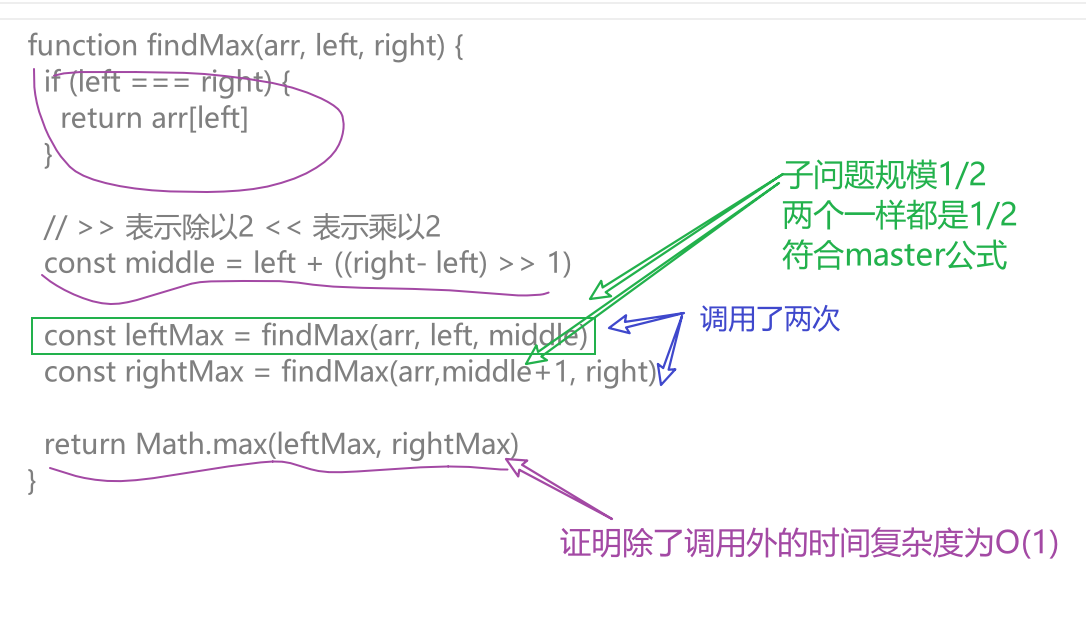 function findMax(arr, left, right) {
if (left === right) {
return arr[left]
}
// >> 表示除以2 << 表示乘以2
const middle = left + ((right- left) >> 1)
const leftMax = findMax(arr, left, middle)
const rightMax = findMax(arr,middle+1, right)
return Math.max(leftMax, rightMax)
}
子问题规模1/2
两个一样都是1/2
符合master公式
调用了两次
证明除了调用外的时间复杂度为O(1)